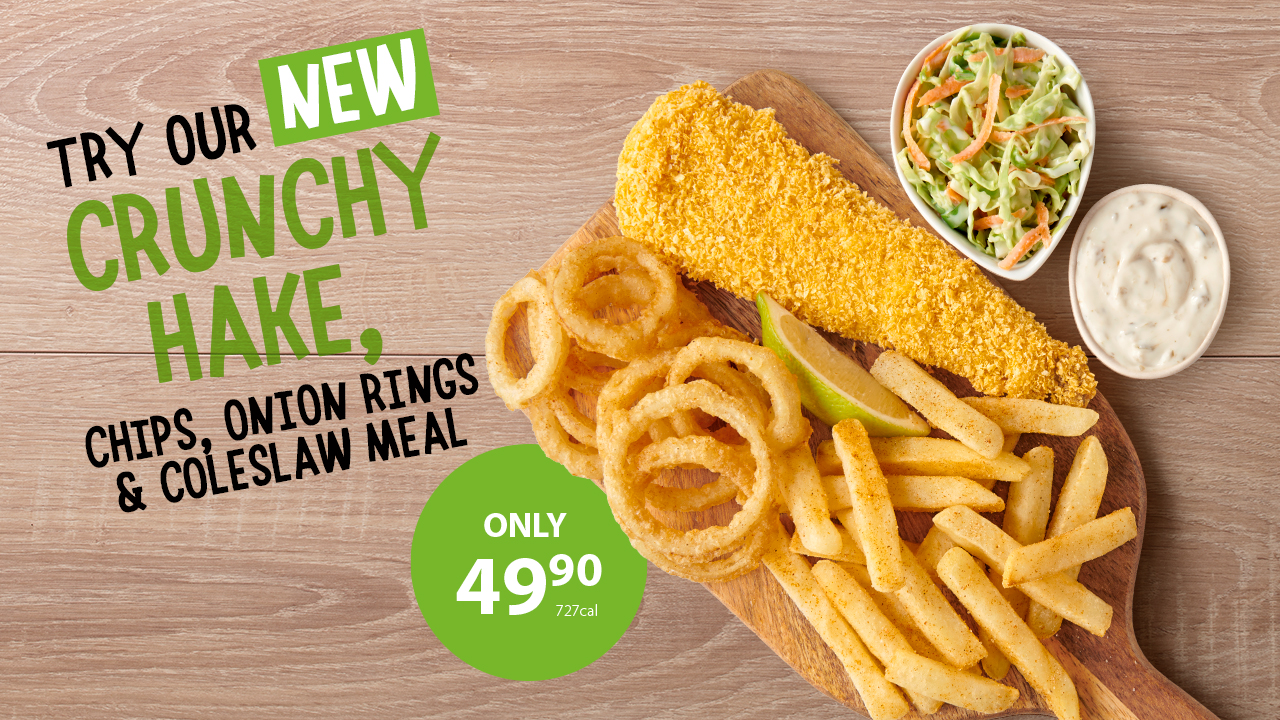 TRY OUR NEW
CRUNCHY
HAKE,
CHIPS, ONION RINGS
& COLESLAW MEAL
ONLY
49⁹⁰
727cal